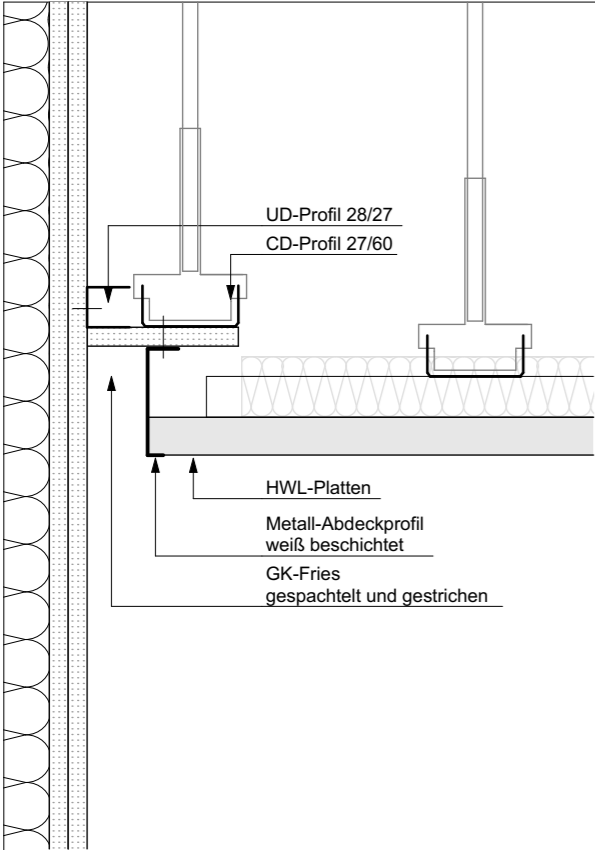 UD-Profil 28/27
CD-Profil 27/60
HWL-Platten
Metall-Abdeckprofil
weiß beschichtet
GK-Fries
gespachtelt und gestrichen